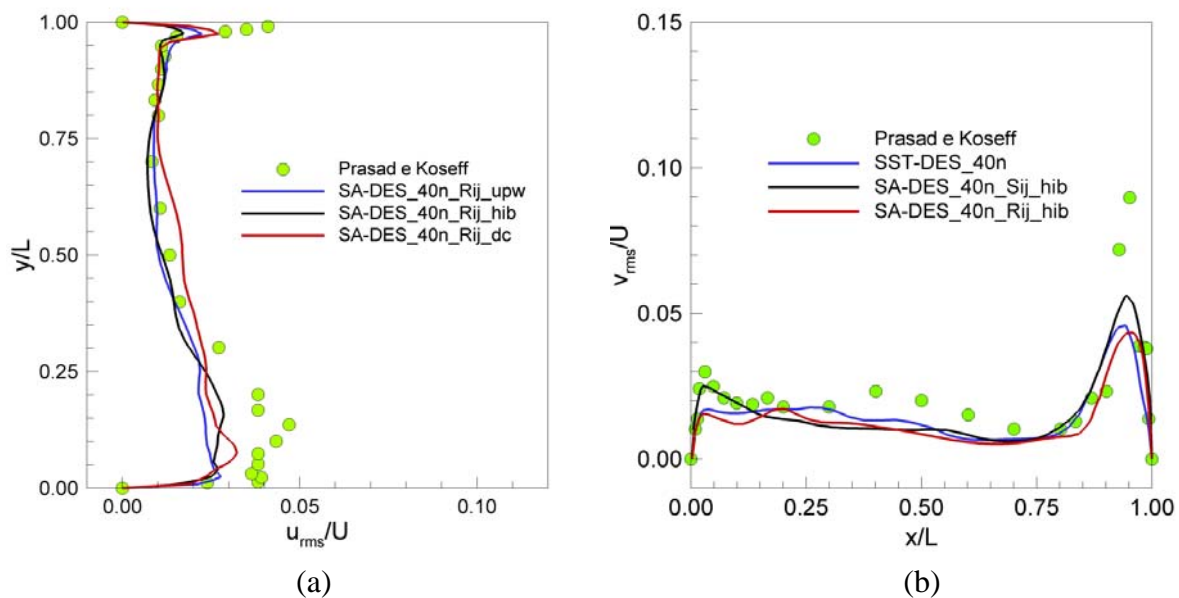 1.00
0.75
0.50
0.25
0.00
y/L
Prasad e Koseff
SA-DES_40n_Rij_upw
SA-DES_40n_Rij_hib
SA-DES_40n_Rij_dc
0.00
0.05
0.10
u_rms/U
(a)
0.15
0.10
0.05
0.00
v_rms/U
Prasad e Koseff
SST-DES_40n
SA-DES_40n_Sij_hib
SA-DES_40n_Rij_hib
0.00
0.25
0.50
0.75
1.00
x/L
(b)